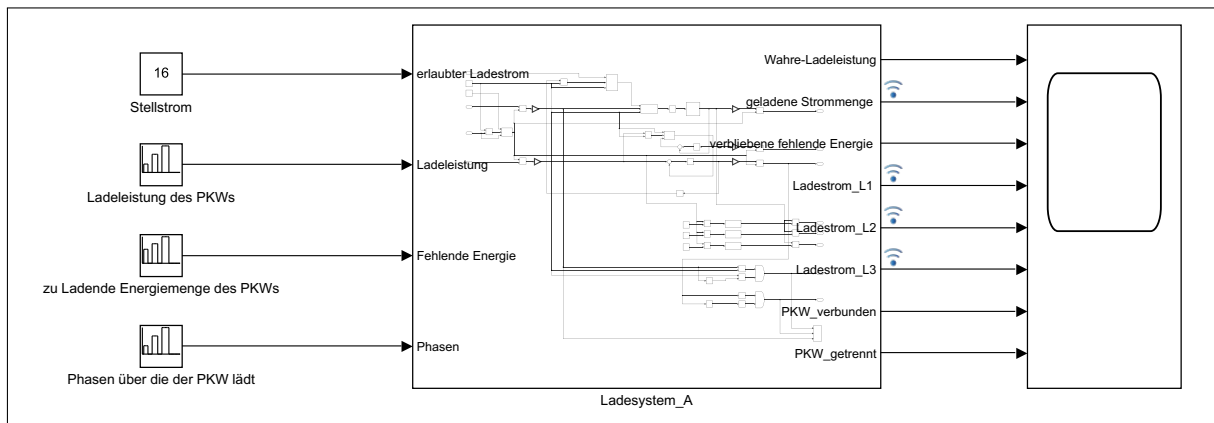 16
Stellstrom
Ladeleistung des PKWs
zu Ladende Energiemenge des PKWs
Phasen über die der PKW lädt
erlaubter Ladestrom
Ladeleistung
Fehlende Energie
Phasen
Wahre-Ladeleistung
geladene Strommenge
verbliebene fehlende Energie
Ladestrom_L1
Ladestrom_L2
Ladestrom_L3
PKW_verbunden
PKW_getrennt
Ladesystem_A